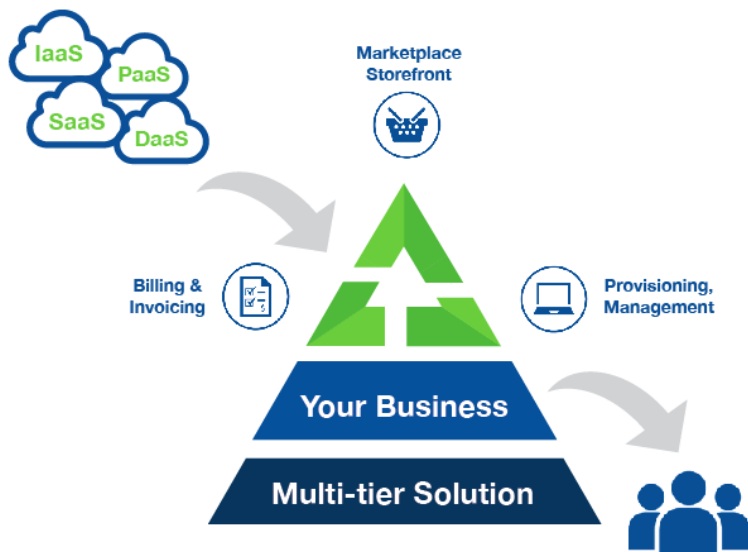 IaaS
PaaS
SaaS
DaaS
Marketplace
Storefront
Billing &
Invoicing
Provisioning,
Management
Your Business
Multi-tier Solution